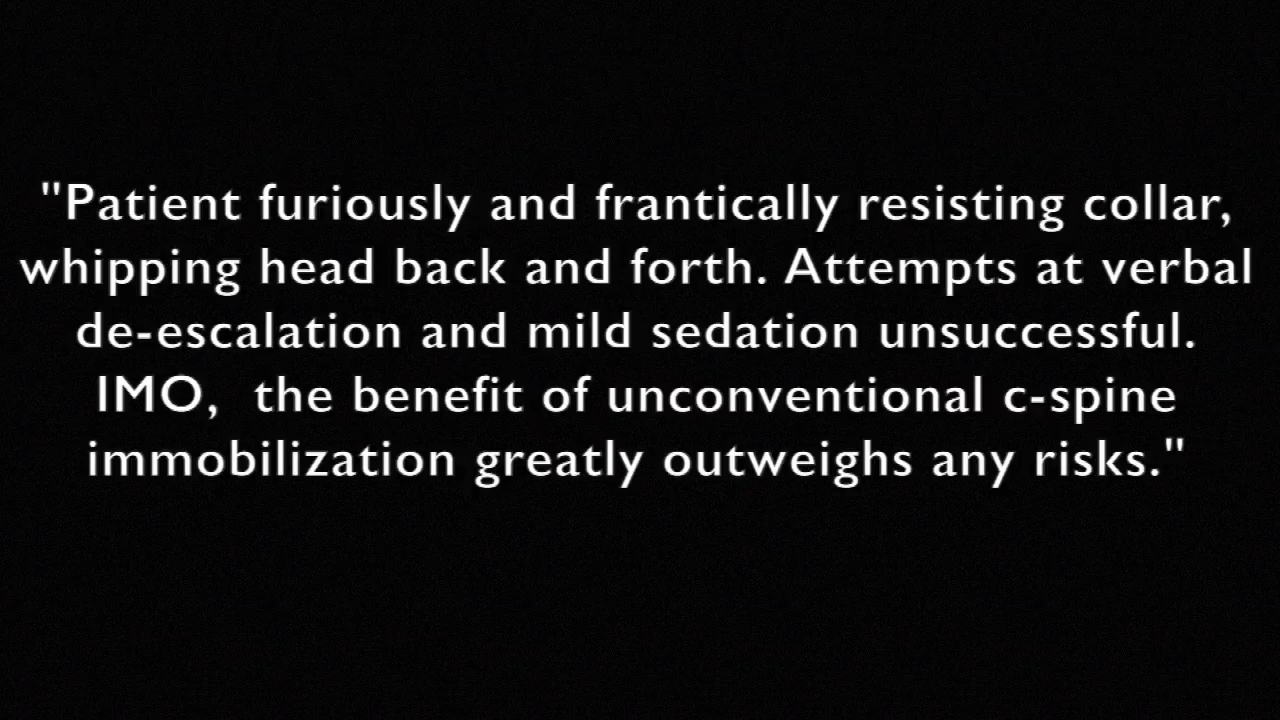 "Patient furiously and frantically resisting collar,
whipping head back and forth. Attempts at verbal
de-escalation and mild sedation unsuccessful.
IMO,  the benefit of unconventional c-spine
immobilization greatly outweighs any risks."